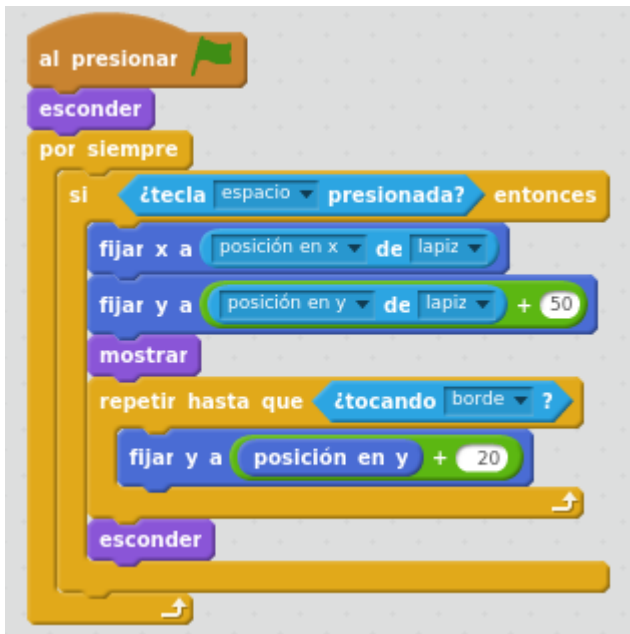 al presionar
esconder
por siempre
si ¿tecla espacio presionada? entonces
fijar x a posición en x de lapiz
fijar y a posición en y de lapiz + 50
mostrar
repetir hasta que ¿tocando borde ?
fijar y a posición en y + 20
esconder